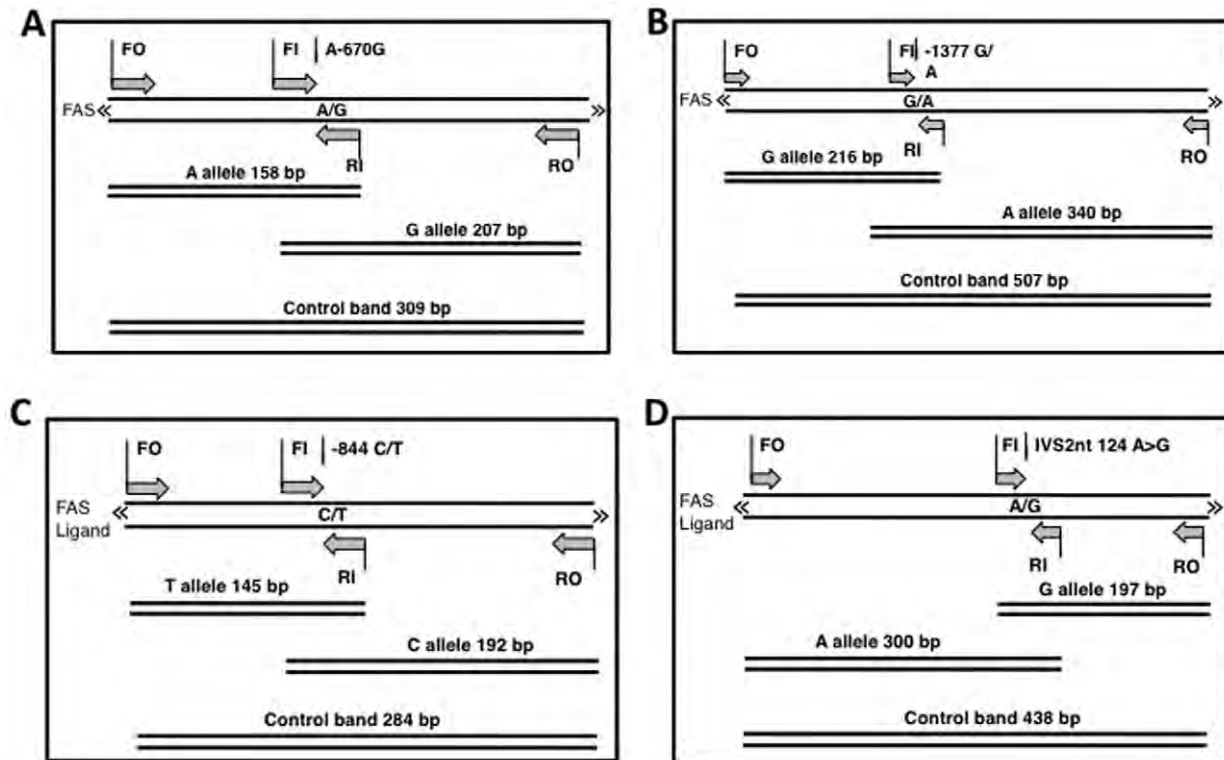 A
FO
FI
A-670G
FAS
A/G
RI
RO
A allele 158 bp
G allele 207 bp
Control band 309 bp
B
FO
FI
-1377 G/
A
FAS
G/A
RI
RO
G allele 216 bp
A allele 340 bp
Control band 507 bp
C
FO
FI
-844 C/T
FAS
Ligand
C/T
RI
RO
T allele 145 bp
C allele 192 bp
Control band 284 bp
D
FO
FI
IVS2nt 124 A>G
FAS
Ligand
A/G
RI
RO
G allele 197 bp
A allele 300 bp
Control band 438 bp